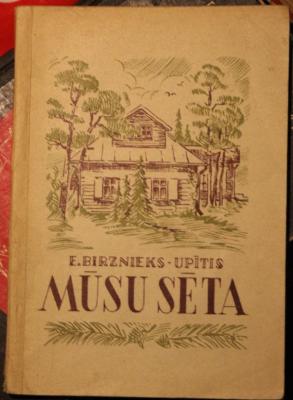 E. BIRZNIEKS - UPĪTIS
MŪSU SĒTA